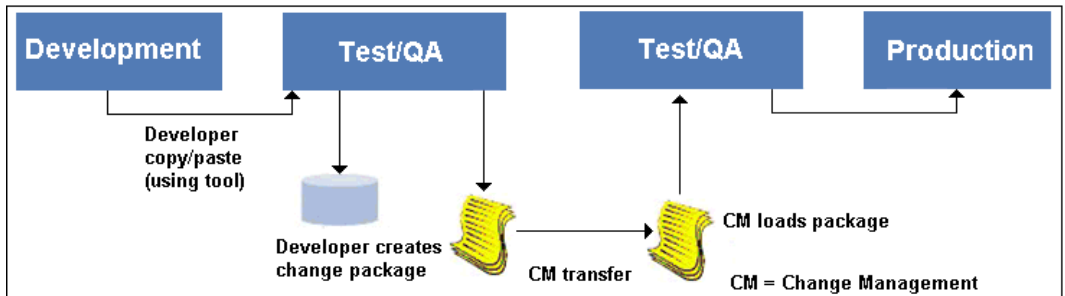 Development
Test/QA
Test/QA
Production
Developer
copy/paste
(using tool)
Developer creates
change package
CM transfer
CM loads package
CM = Change Management